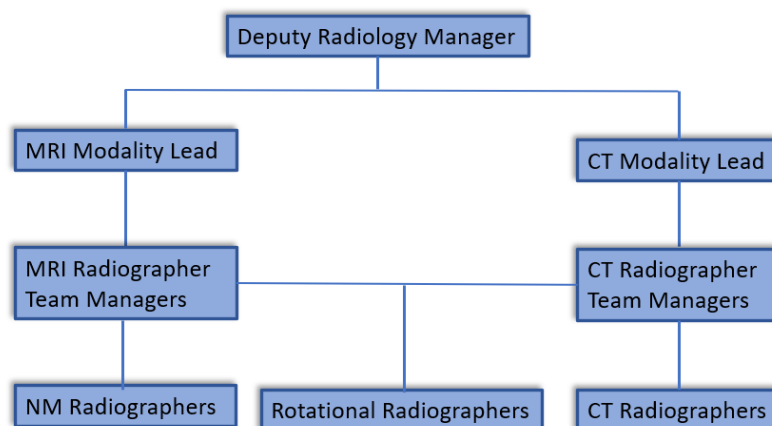 Deputy Radiology Manager
MRI Modality Lead
CT Modality Lead
MRI Radiographer
Team Managers
CT Radiographer
Team Managers
NM Radiographers
Rotational Radiographers
CT Radiographers